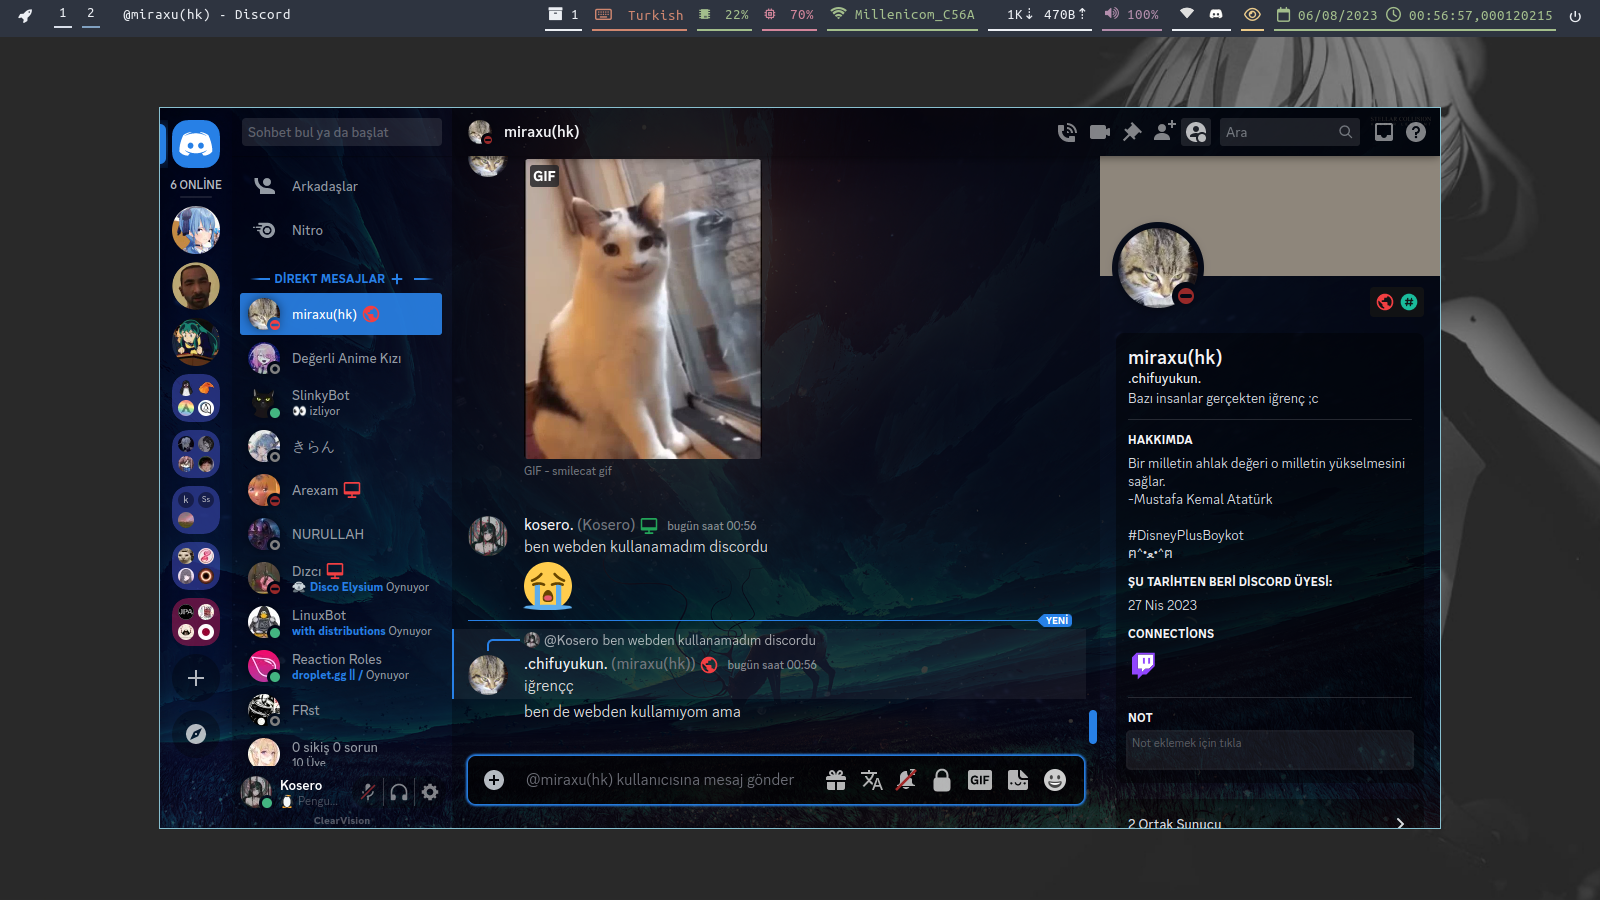 1 2 @miraxu(hk) - Discord 1 Turkish 22% 70% Millenicom_C56A 1K↓ 470B↑ 100% 06/08/2023 00:56:57,000120215
Sohbet bul ya da başlat
6 ONLİNE
Arkadaşlar
Nitro
DİREKT MESAJLAR +
miraxu(hk)
Değerli Anime Kızı
SlinkyBot
👀 izliyor
きらん
Arexam
NURULLAH
Dızcı
Disco Elysium Oynuyor
LinuxBot
with distributions Oynuyor
Reaction Roles
droplet.gg || / Oynuyor
FRst
0 sikiş 0 sorun
10 Üye
k Ss
JPA
Kosero
Pengu...
ClearVision
miraxu(hk)
Ara
GIF
GIF - smilecat gif
kosero. (Kosero) bugün saat 00:56
ben webden kullanamadım discordu
😭
YENİ
@Kosero ben webden kullanamadım discordu
.chifuyukun. (miraxu(hk)) bugün saat 00:56
iğrençç
ben de webden kullamıyom ama
@miraxu(hk) kullanıcısına mesaj gönder
GIF
miraxu(hk)
.chifuyukun.
Bazı insanlar gerçekten iğrenç ;c
HAKKIMDA
Bir milletin ahlak değeri o milletin yükselmesini
sağlar.
-Mustafa Kemal Atatürk
#DisneyPlusBoykot
ฅ^•ﻌ•^ฅ
ŞU TARİHTEN BERİ DİSCORD ÜYESİ:
27 Nis 2023
CONNECTİONS
NOT
Not eklemek için tıkla
2 Ortak Sunucu